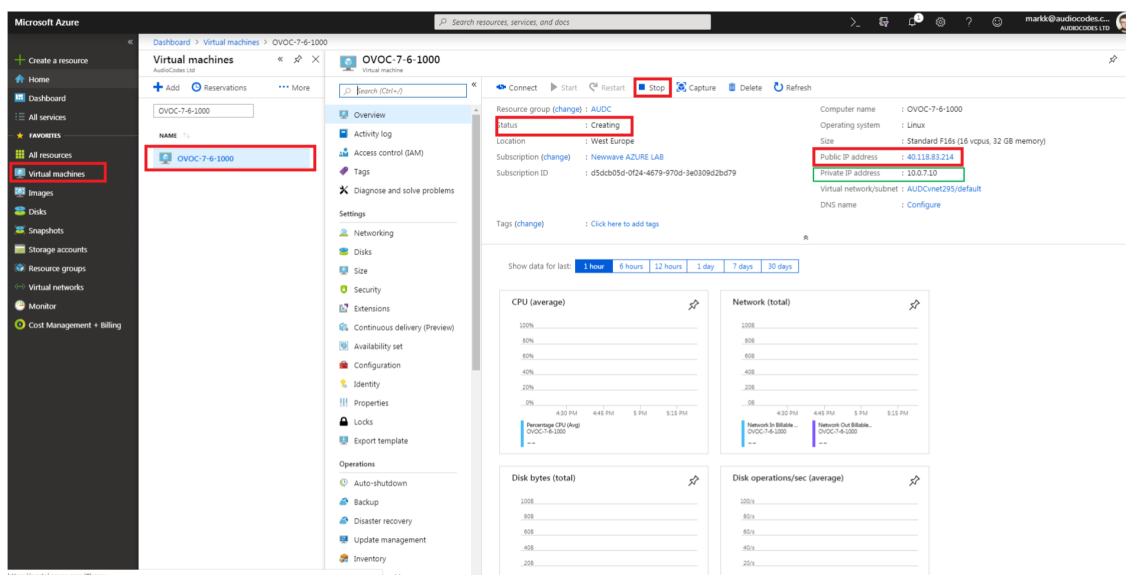 Microsoft Azure
Search resources, services, and docs
1
markk@audiocodes.c...
AUDIOCODES LTD
Create a resource
Home
Dashboard
All services
FAVORITES
All resources
Virtual machines
Images
Disks
Snapshots
Storage accounts
Resource groups
Virtual networks
Monitor
Cost Management + Billing
Dashboard > Virtual machines > OVOC-7-6-1000
Virtual machines
AudioCodes Ltd
Add Reservations ··· More
OVOC-7-6-1000
NAME
OVOC-7-6-1000
OVOC-7-6-1000
Virtual machine
Search (Ctrl+/)
Overview
Activity log
Access control (IAM)
Tags
Diagnose and solve problems
Settings
Networking
Disks
Size
Security
Extensions
Continuous delivery (Preview)
Availability set
Configuration
Identity
Properties
Locks
Export template
Operations
Auto-shutdown
Backup
Disaster recovery
Update management
Inventory
Connect Start Restart Stop Capture Delete Refresh
Resource group (change) : AUDC
Status : Creating
Location : West Europe
Subscription (change) : Newwave AZURE LAB
Subscription ID : d5dcb05d-0f24-4679-970d-3e0309d2bd79
Tags (change) : Click here to add tags
Computer name : OVOC-7-6-1000
Operating system : Linux
Size : Standard F16s (16 vcpus, 32 GB memory)
Public IP address : 40.118.83.214
Private IP address : 10.0.7.10
Virtual network/subnet : AUDCvnet295/default
DNS name : Configure
Show data for last: 1 hour 6 hours 12 hours 1 day 7 days 30 days
CPU (average)
100%
80%
60%
40%
20%
0%
4:30 PM 4:45 PM 5 PM 5:15 PM
Percentage CPU (Avg)
OVOC-7-6-1000
--
Network (total)
100B
80B
60B
40B
20B
0B
4:30 PM 4:45 PM 5 PM 5:15 PM
Network In Billable...
OVOC-7-6-1000
--
Network Out Billable...
OVOC-7-6-1000
--
Disk bytes (total)
100B
80B
60B
40B
20B
Disk operations/sec (average)
100/s
80/s
60/s
40/s
20/s